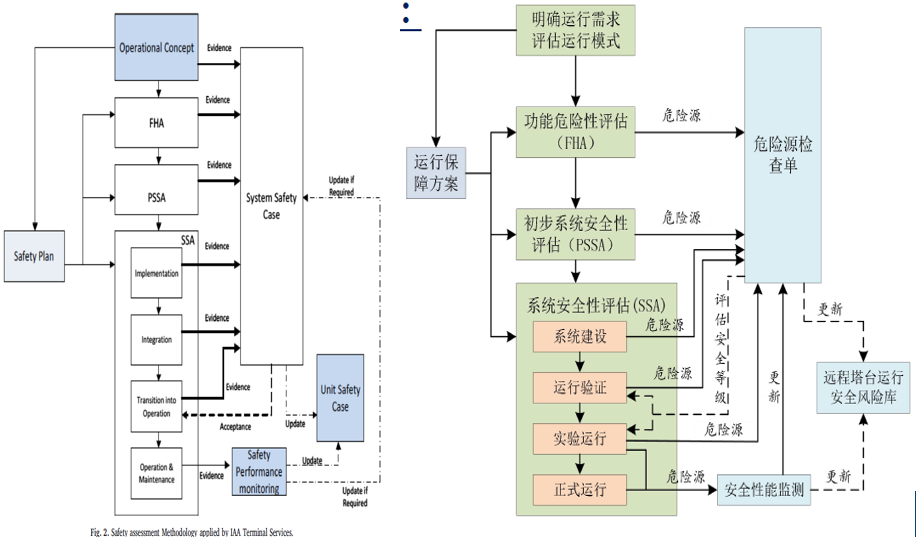 Operational Concept
Evidence
Evidence
FHA
Evidence
PSSA
System Safety
Case
Update if
Required
SSA
Safety Plan
Evidence
Implementation
Evidence
Integration
Evidence
Transition into
Operation
Acceptance
Update
Unit Safety
Case
Operation &
Maintenance
Evidence
Safety
Performance
monitoring
Update
Update if
Required
Fig. 2. Safety assessment Methodology applied by IAA Terminal Services.
:
明确运行需求
评估运行模式
功能危险性评估
(FHA)
危险源
危险源检
查单
运行保
障方案
初步系统安全性
评估(PSSA)
危险源
系统安全性评估(SSA)
系统建设
危险源
评估安全等级
更新
运行验证
危险源
更新
远程塔台运行
安全风险库
实验运行
危险源
正式运行
危险源
安全性能监测
更新